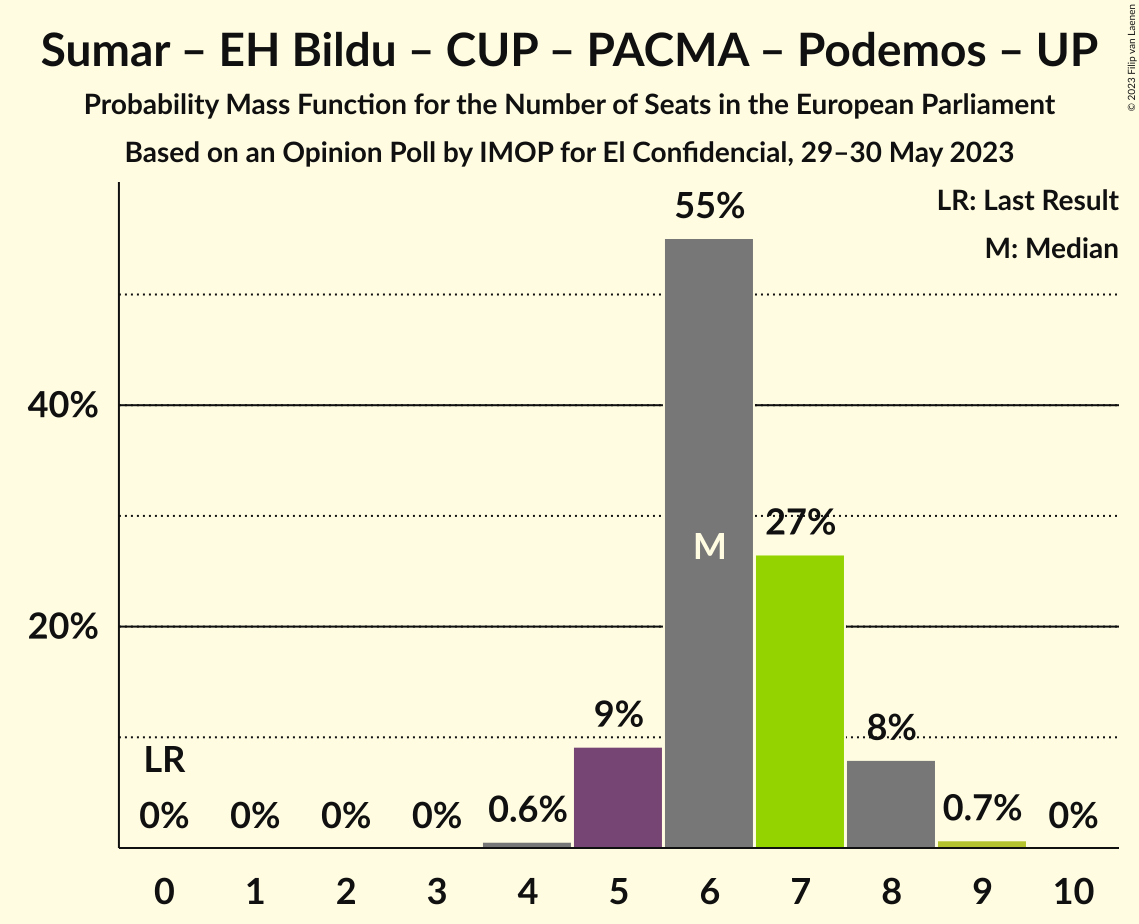 Sumar – EH Bildu – CUP – PACMA – Podemos – UP
Probability Mass Function for the Number of Seats in the European Parliament
Based on an Opinion Poll by IMOP for El Confidencial, 29–30 May 2023
© 2023 Filip van Laenen
LR: Last Result
M: Median
55%
40%
27%
M
20%
9%
8%
LR
0% 0% 0% 0% 0.6% 0.7% 0%
0 1 2 3 4 5 6 7 8 9 10